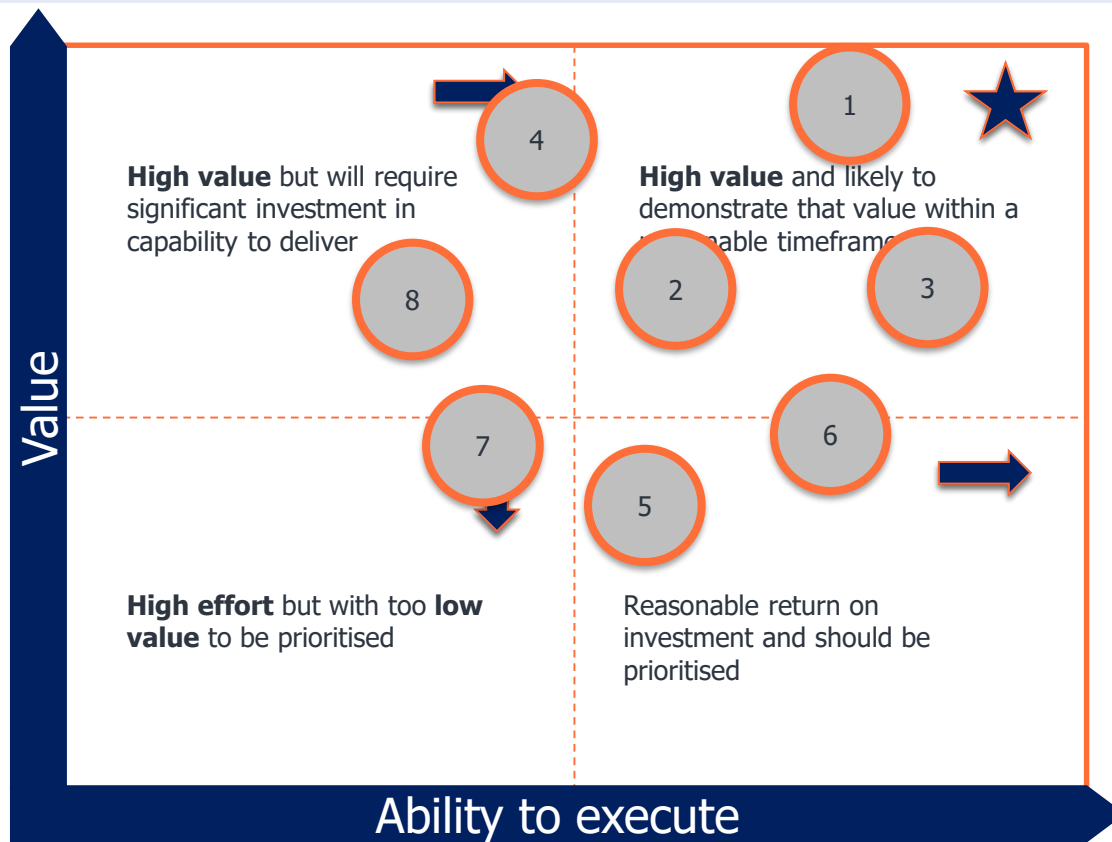 4
1
High value but will require
significant investment in
capability to deliver
High value and likely to
demonstrate that value within a
timeframe
8
2
3
Value
7
6
5
High effort but with too low
value to be prioritised
Reasonable return on
investment and should be
prioritised
Ability to execute